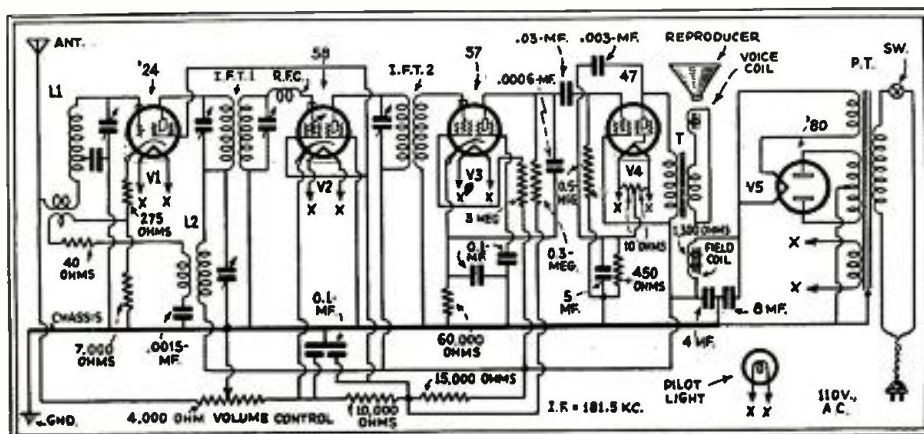 ANT.
'24
58
57
.03-MF.
.003-MF.
REPRODUCER
SW.
L1
I.F.T.1
R.F.C.
I.F.T.2
.0006-MF.
47
VOICE COIL
P.T.
'80
V1
V2
V3
V4
T
V5
X X
X X
X X
X X
L2
275 OHMS
3 MEG.
0.5-MEG.
10 OHMS
1,300 OHMS
X
40 OHMS
0.1-MF.
0.3-MEG.
450 OHMS
FIELD COIL
X
CHASSIS
0.1-MF.
5 MF.
8 MF.
7,000 OHMS
.0015-MF.
60,000 OHMS
4 MF.
15,000 OHMS
PILOT LIGHT
GND.
4,000 OHM VOLUME CONTROL
10,000 OHMS
I.F. = 181.5 KC.
X X
110V., A.C.